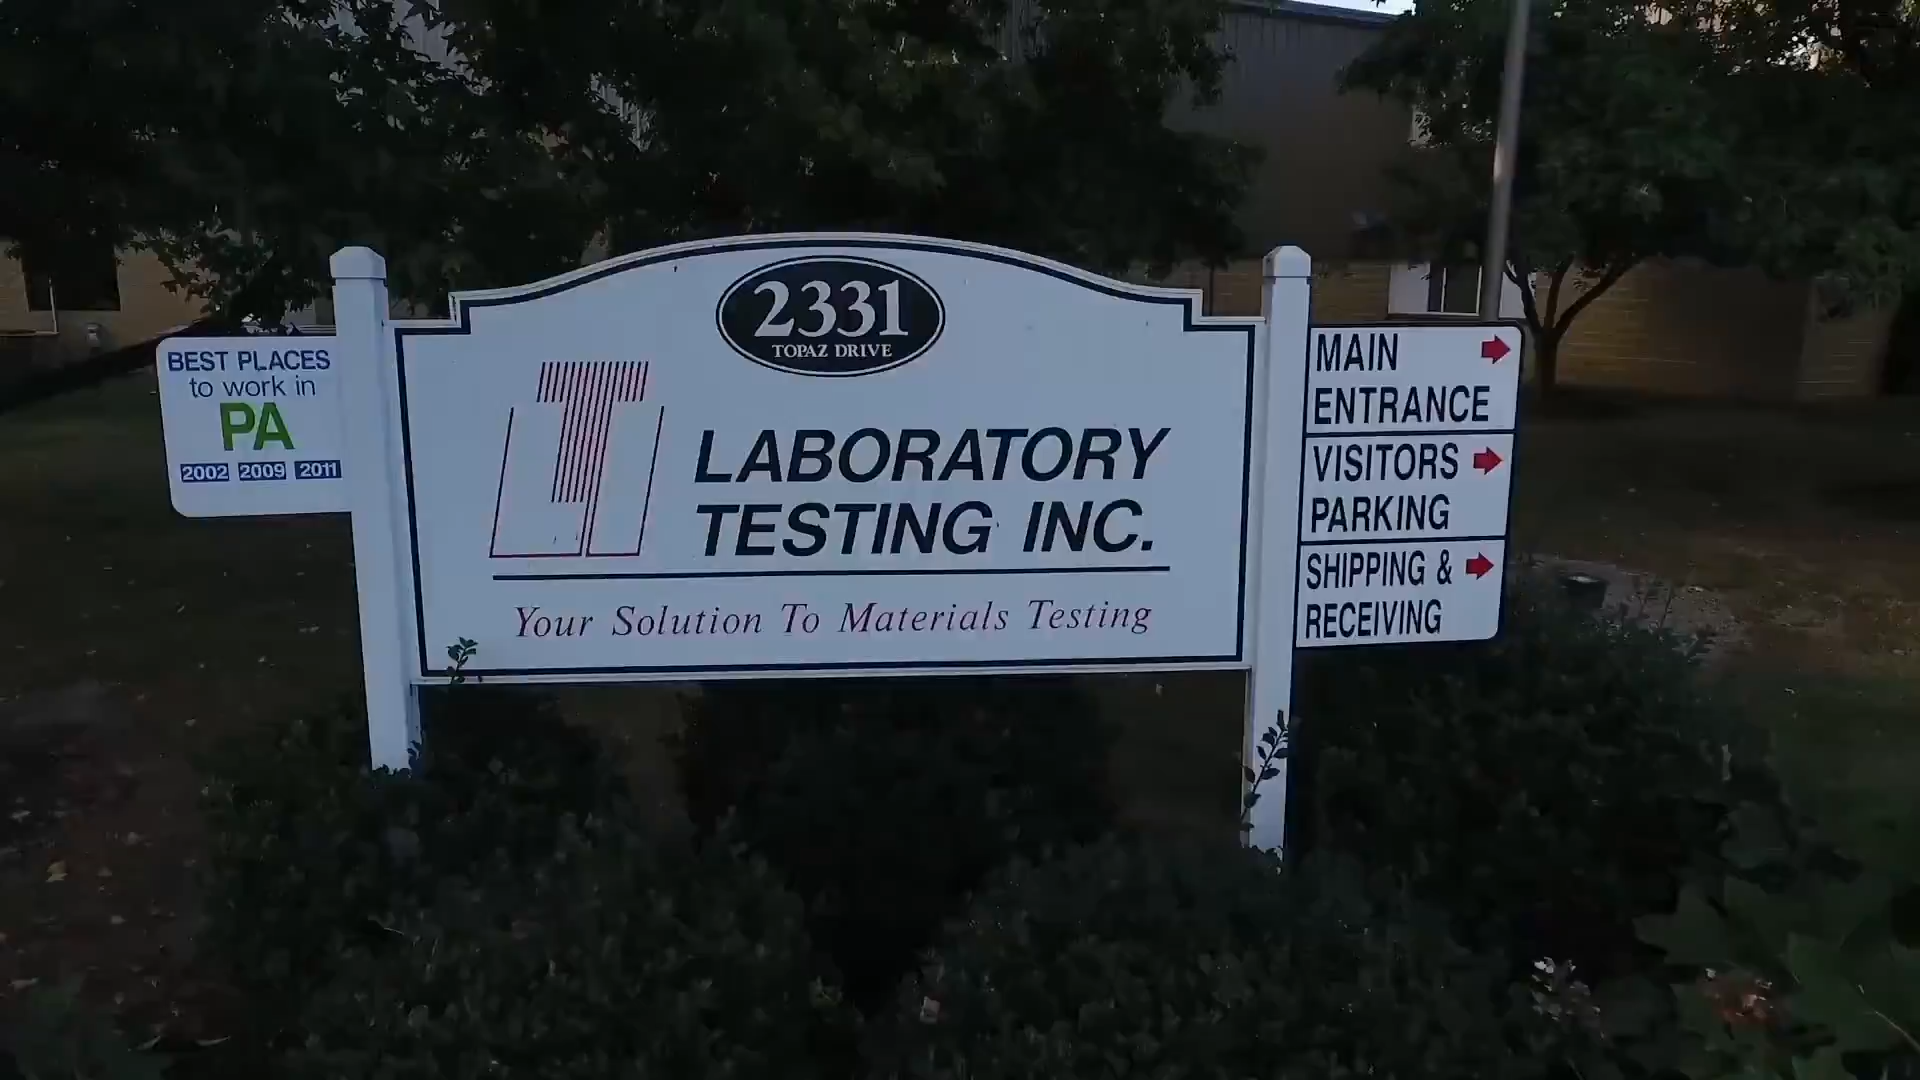 BEST PLACES
to work in
PA
2002 2009 2011
2331
TOPAZ DRIVE
LABORATORY
TESTING INC.
Your Solution To Materials Testing
MAIN
ENTRANCE
VISITORS
PARKING
SHIPPING &
RECEIVING